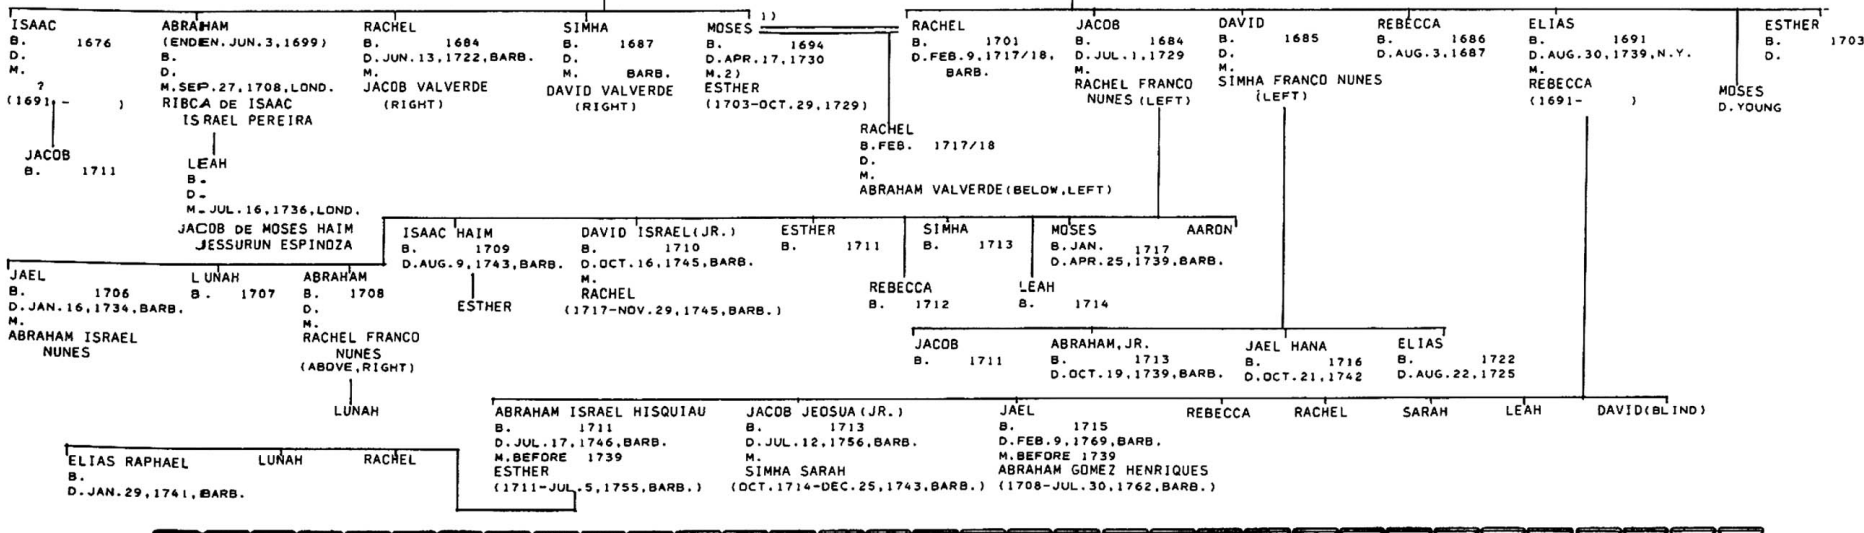 ISAAC
B. 1676
D.
M.
?
(1691- )
JACOB
B. 1711
ABRAHAM
(ENDEN.JUN.3,1699)
B.
D.
M.SEP.27,1708,LOND.
RIBCA DE ISAAC
ISRAEL PEREIRA
LEAH
B.
D.
M.JUL.16,1736,LOND.
JACOB DE MOSES HAIM
JESSURUN ESPINOZA
RACHEL
B. 1684
D.JUN.13,1722,BARB.
M.
JACOB VALVERDE
(RIGHT)
SIMHA
B. 1687
D.
M. BARB.
DAVID VALVERDE
(RIGHT)
MOSES
B. 1694
D.APR.17,1730
M.2)
ESTHER
(1703-OCT.29,1729)
1)
RACHEL
B. 1701
D.FEB.9,1717/18,
BARB.
RACHEL
B.FEB. 1717/18
D.
M.
ABRAHAM VALVERDE(BELOW,LEFT)
JACOB
B. 1684
D.JUL.1,1729
M.
RACHEL FRANCO
NUNES (LEFT)
DAVID
B. 1685
D.
M.
SIMHA FRANCO NUNES
(LEFT)
REBECCA
B. 1686
D.AUG.3,1687
ELIAS
B. 1691
D.AUG.30,1739,N.Y.
M.
REBECCA
(1691- )
MOSES
D.YOUNG
ESTHER
B. 1703
D.
JAEL
B. 1706
D.JAN.16,1734,BARB.
M.
ABRAHAM ISRAEL
NUNES
LUNAH
B. 1707
ABRAHAM
B. 1708
D.
M.
RACHEL FRANCO
NUNES
(ABOVE,RIGHT)
LUNAH
ISAAC HAIM
B. 1709
D.AUG.9,1743,BARB.
ESTHER
DAVID ISRAEL(JR.)
B. 1710
D.OCT.16,1745,BARB.
M.
RACHEL
(1717-NOV.29,1745,BARB.)
ESTHER
B. 1711
REBECCA
B. 1712
SIMHA
B. 1713
LEAH
B. 1714
MOSES
B.JAN. 1717
D.APR.25,1739,BARB.
AARON
JACOB
B. 1711
ABRAHAM,JR.
B. 1713
D.OCT.19,1739,BARB.
JAEL HANA
B. 1716
D.OCT.21,1742
ELIAS
B. 1722
D.AUG.22,1725
ABRAHAM ISRAEL HISQUIAU
B. 1711
D.JUL.17,1746,BARB.
M.BEFORE 1739
ESTHER
(1711-JUL.5,1755,BARB.)
JACOB JEOSUA(JR.)
B. 1713
D.JUL.12,1756,BARB.
M.
SIMHA SARAH
(OCT.1714-DEC.25,1743,BARB.)
JAEL
B. 1715
D.FEB.9,1769,BARB.
M.BEFORE 1739
ABRAHAM GOMEZ HENRIQUES
(1708-JUL.30,1762,BARB.)
REBECCA
RACHEL
SARAH
LEAH
DAVID(BLIND)
ELIAS RAPHAEL
B.
D.JAN.29,1741,BARB.
LUNAH
RACHEL